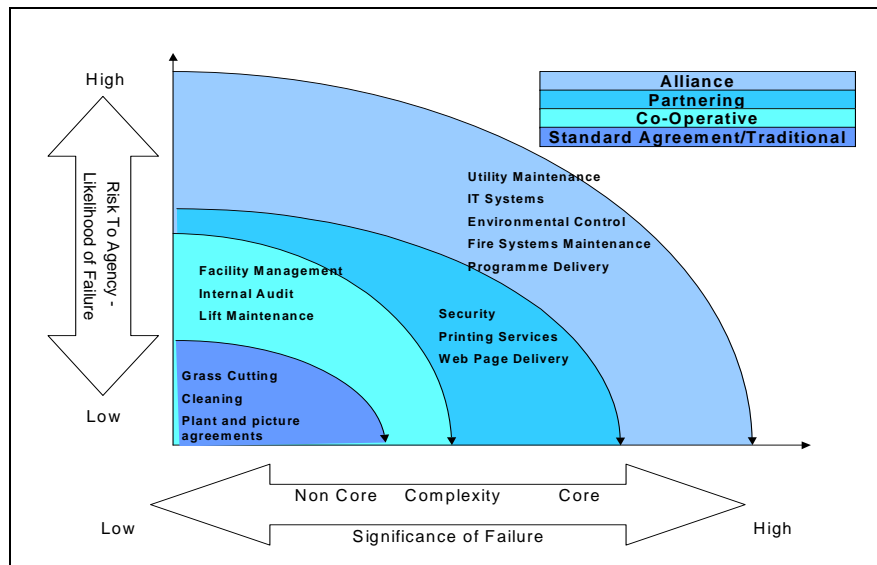 High
Risk To Agency -
Likelihood of Failure
Low
Alliance
Partnering
Co-Operative
Standard Agreement/Traditional
Utility Maintenance
IT Systems
Environmental Control
Fire Systems Maintenance
Programme Delivery
Facility Management
Internal Audit
Lift Maintenance
Security
Printing Services
Web Page Delivery
Grass Cutting
Cleaning
Plant and picture
agreements
Non Core Complexity Core
Low
Significance of Failure
High